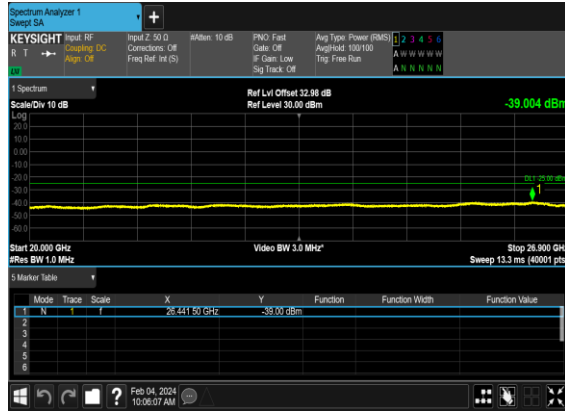 Spectrum Analyzer 1
Swept SA
+
KEYSIGHT Input: RF Input Z: 50 Ω #Atten: 10 dB PNO: Fast Avg Type: Power (RMS) 1 2 3 4 5 6
R T Coupling: DC Corrections: Off Gate: Off Avg|Hold: 100/100 A W W W W W
Align: Off Freq Ref: Int (S) IF Gain: Low Trig: Free Run
Sig Track: Off A N N N N N
1 Spectrum Ref Lvl Offset 32.98 dB
Scale/Div 10 dB Ref Level 30.00 dBm -39.004 dBm
Log
20.0
10.0
0.00
-10.0
-20.0
DL1 -25.00 dBm
-30.0
1
-40.0
-50.0
-60.0
Start 20.000 GHz Video BW 3.0 MHz* Stop 26.900 GHz
#Res BW 1.0 MHz Sweep 13.3 ms (40001 pts
5 Marker Table
Mode Trace Scale X Y Function Function Width Function Value
1 N 1 f 26.441 50 GHz -39.00 dBm
2
3
4
5
6
? Feb 04, 2024
10:06:07 AM